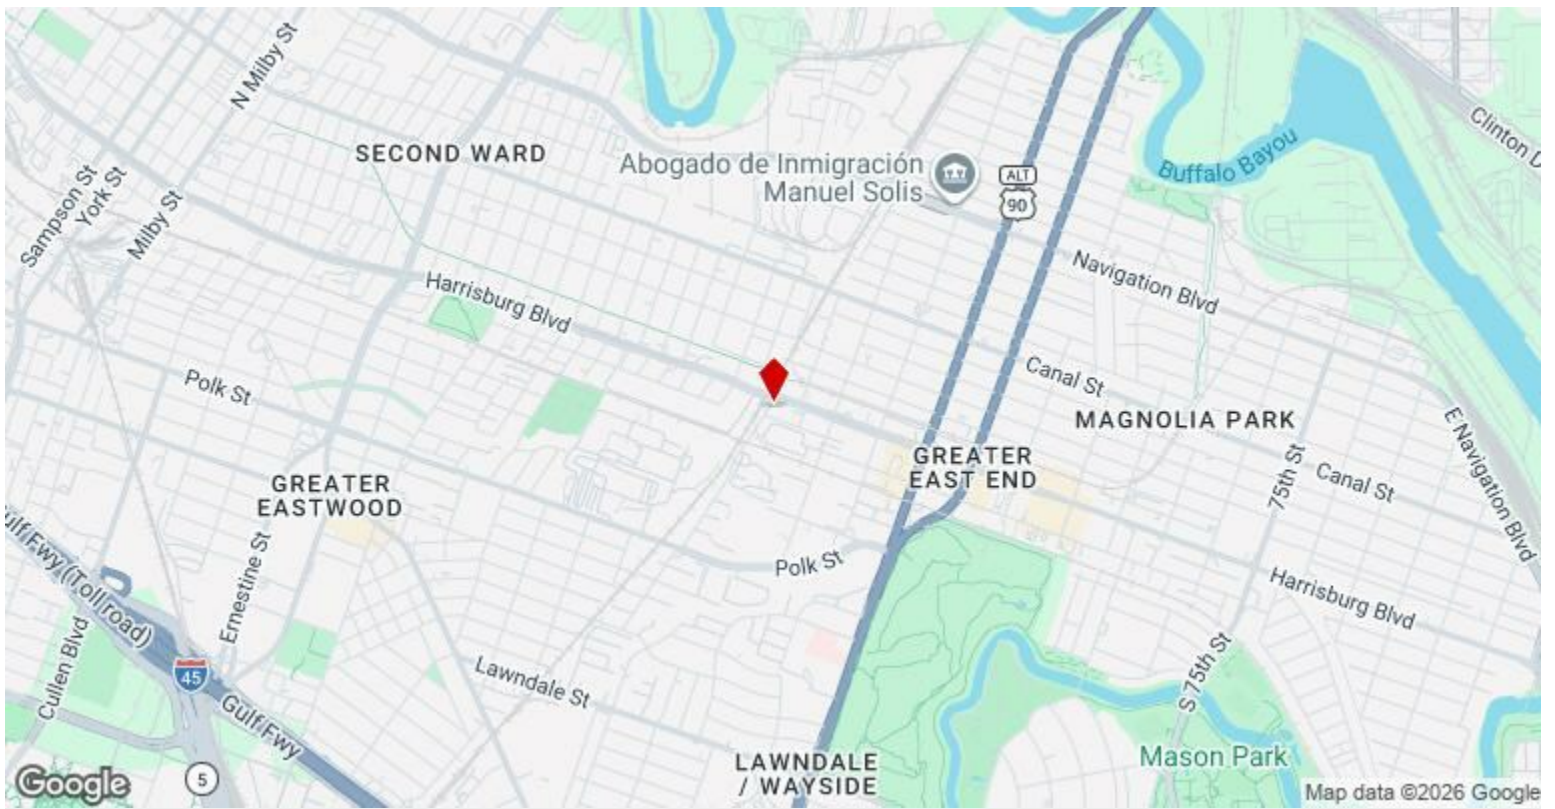 N Milby St
SECOND WARD
Abogado de Inmigración
Manuel Solis
ALT
90
Buffalo Bayou
Clinton D
Sampson St
York St
Milby St
Harrisburg Blvd
Navigation Blvd
Canal St
Polk St
MAGNOLIA PARK
E Navigation Blvd
GREATER
EAST END
75th St
Canal St
GREATER
EASTWOOD
Polk St
Ernestine St
Gulf Fwy (Toll road)
Harrisburg Blvd
Cullen Blvd
45
Gulf Fwy
Lawndale St
S 75th St
Mason Park
LAWNDALE
/ WAYSIDE
5
Google
Map data ©2026 Google